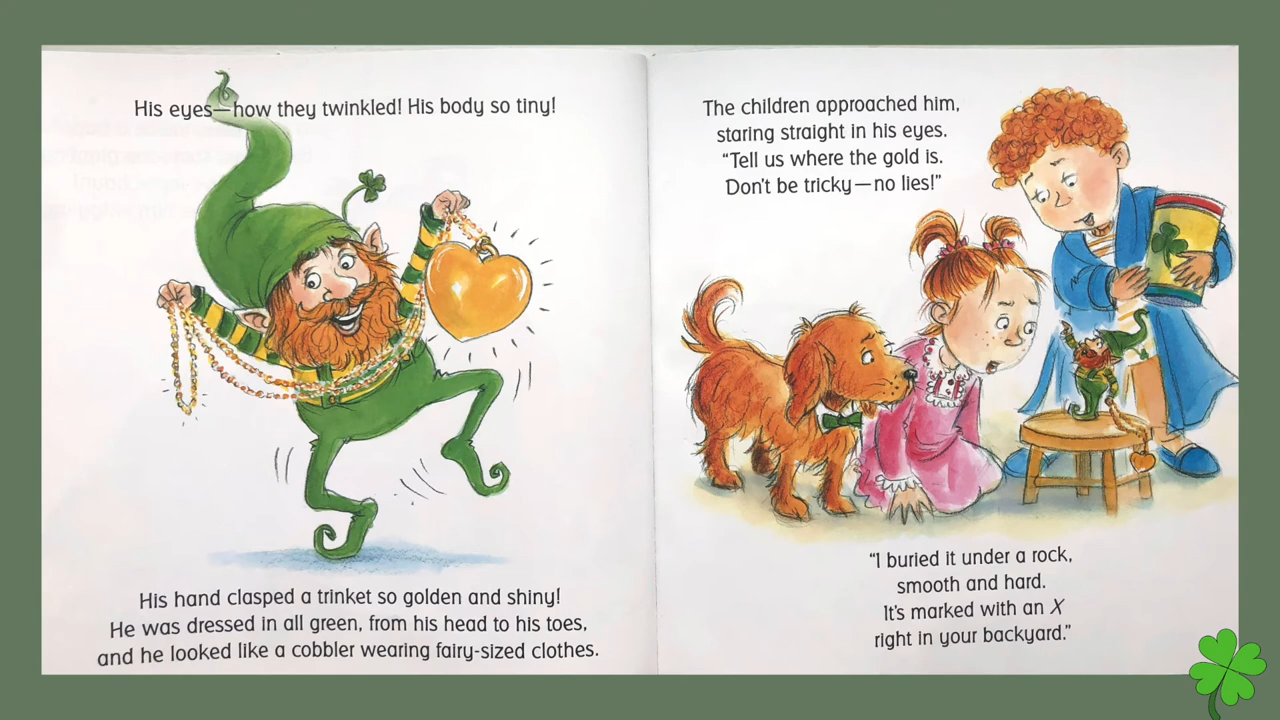 His eyes—how they twinkled! His body so tiny!
His hand clasped a trinket so golden and shiny!
He was dressed in all green, from his head to his toes,
and he looked like a cobbler wearing fairy-sized clothes.
The children approached him,
staring straight in his eyes.
“Tell us where the gold is.
Don't be tricky—no lies!”
“I buried it under a rock,
smooth and hard.
It's marked with an X
right in your backyard.”